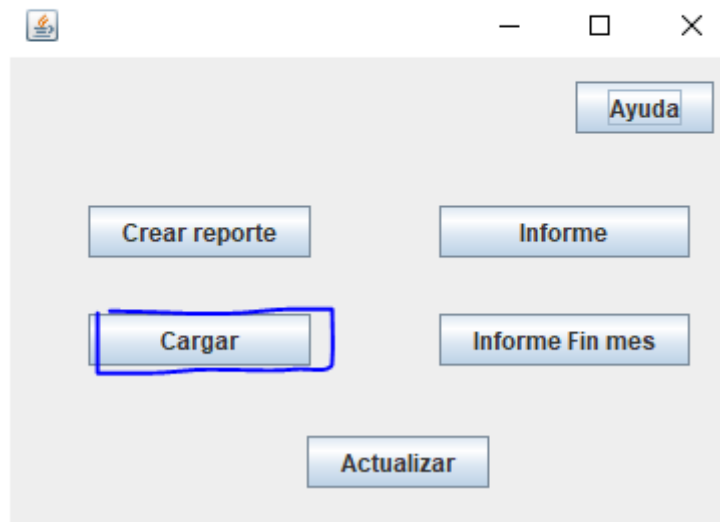 Ayuda
Crear reporte
Informe
Cargar
Informe Fin mes
Actualizar